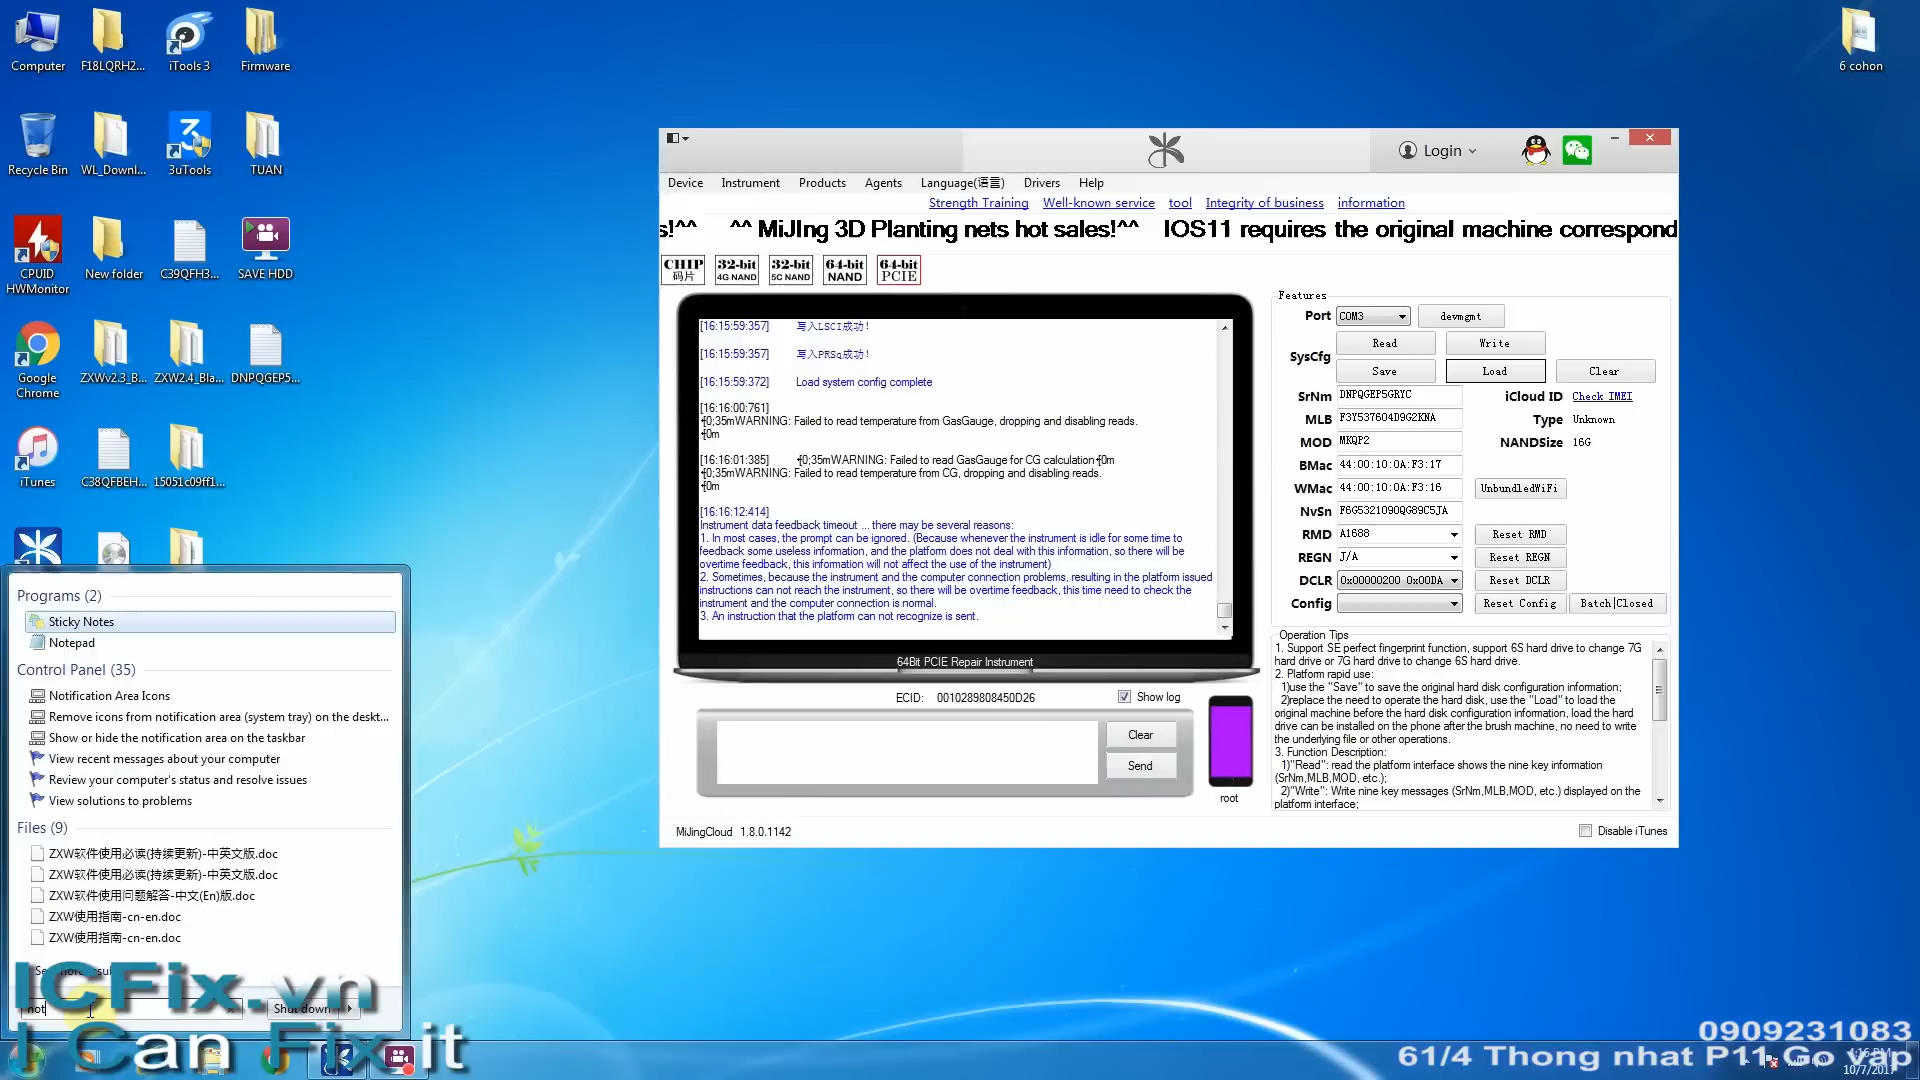 Computer
F18LQRH2...
iTools 3
Firmware
6 cohon
Recycle Bin
WL_Downl...
3uTools
TUAN
CPUID
HWMonitor
New folder
C39QFH3...
SAVE HDD
Google
Chrome
ZXWv2.3_B...
ZXW2.4_Bla...
DNPQGEP5...
iTunes
C38QFBEH...
15051c09ff1...
Login
Device Instrument Products Agents Language(语言) Drivers Help
Strength Training Well-known service tool Integrity of business information
s!^^ ^^ MiJIng 3D Planting nets hot sales!^^ IOS11 requires the original machine correspond
CHIP
码片
32-bit
4G NAND
32-bit
5C NAND
64-bit
NAND
64-bit
PCIE
[16:15:59:357] 写入LSCI成功!
[16:15:59:357] 写入PRSq成功!
[16:15:59:372] Load system config complete
[16:16:00:761]
[0;35mWARNING: Failed to read temperature from GasGauge, dropping and disabling reads.
[0m
[16:16:01:385] [0;35mWARNING: Failed to read GasGauge for CG calculation [0m
[0;35mWARNING: Failed to read temperature from CG, dropping and disabling reads.
[0m
[16:16:12:414]
Instrument data feedback timeout ... there may be several reasons:
1. In most cases, the prompt can be ignored. (Because whenever the instrument is idle for some time to
feedback some useless information, and the platform does not deal with this information, so there will be
overtime feedback, this information will not affect the use of the instrument)
2. Sometimes, because the instrument and the computer connection problems, resulting in the platform issued
instructions can not reach the instrument, so there will be overtime feedback, this time need to check the
instrument and the computer connection is normal.
3. An instruction that the platform can not recognize is sent.
64Bit PCIE Repair Instrument
ECID: 0010289808450D26
Show log
Clear
Send
root
MiJingCloud 1.8.0.1142
Disable iTunes
Features
Port COM3 devmgmt
SysCfg
Read Write
Save Load Clear
SrNm DNPQGEP5GRYC iCloud ID Check IMEI
MLB F3Y537604D9G2KNA Type Unknown
MOD MKQP2 NANDSize 16G
BMac 44:00:10:0A:F3:17
WMac 44:00:10:0A:F3:16 UnbundledWiFi
NvSn F6G5321090QG89C5JA
RMD A1688 Reset RMD
REGN J/A Reset REGN
DCLR 0x00000200 0x00DA Reset DCLR
Config Reset Config Batch|Closed
Operation Tips
1. Support SE perfect fingerprint function, support 6S hard drive to change 7G
hard drive or 7G hard drive to change 6S hard drive.
2. Platform rapid use:
1)use the "Save" to save the original hard disk configuration information;
2)replace the need to operate the hard disk, use the "Load" to load the
original machine before the hard disk configuration information, load the hard
drive can be installed on the phone after the brush machine, no need to write
the underlying file or other operations.
3. Function Description:
1)"Read": read the platform interface shows the nine key information
(SrNm,MLB,MOD, etc.);
2)"Write": Write nine key messages (SrNm,MLB,MOD, etc.) displayed on the
platform interface;
Programs (2)
Sticky Notes
Notepad
Control Panel (35)
Notification Area Icons
Remove icons from notification area (system tray) on the deskt...
Show or hide the notification area on the taskbar
View recent messages about your computer
Review your computer's status and resolve issues
View solutions to problems
Files (9)
ZXW软件使用必读(持续更新)-中英文版.doc
ZXW软件使用必读(持续更新)-中英文版.doc
ZXW软件使用问题解答-中文(En)版.doc
ZXW使用指南-cn-en.doc
ZXW使用指南-cn-en.doc
ICFix.vn
not
Shut down
I Can Fix it
0909231083
61/4 Thong nhat P11 Go vap
10/7/2017